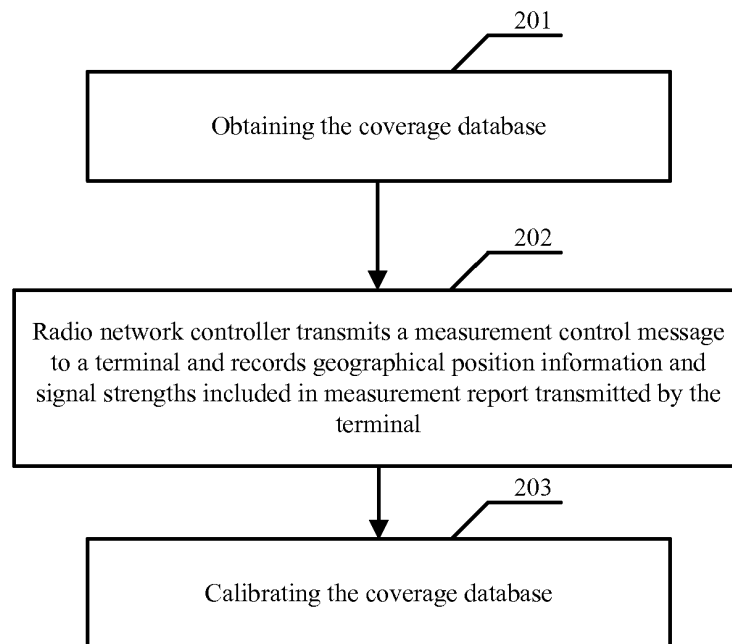 201
Obtaining the coverage database
202
Radio network controller transmits a measurement control message
to a terminal and records geographical position information and
signal strengths included in measurement report transmitted by the
terminal
203
Calibrating the coverage database